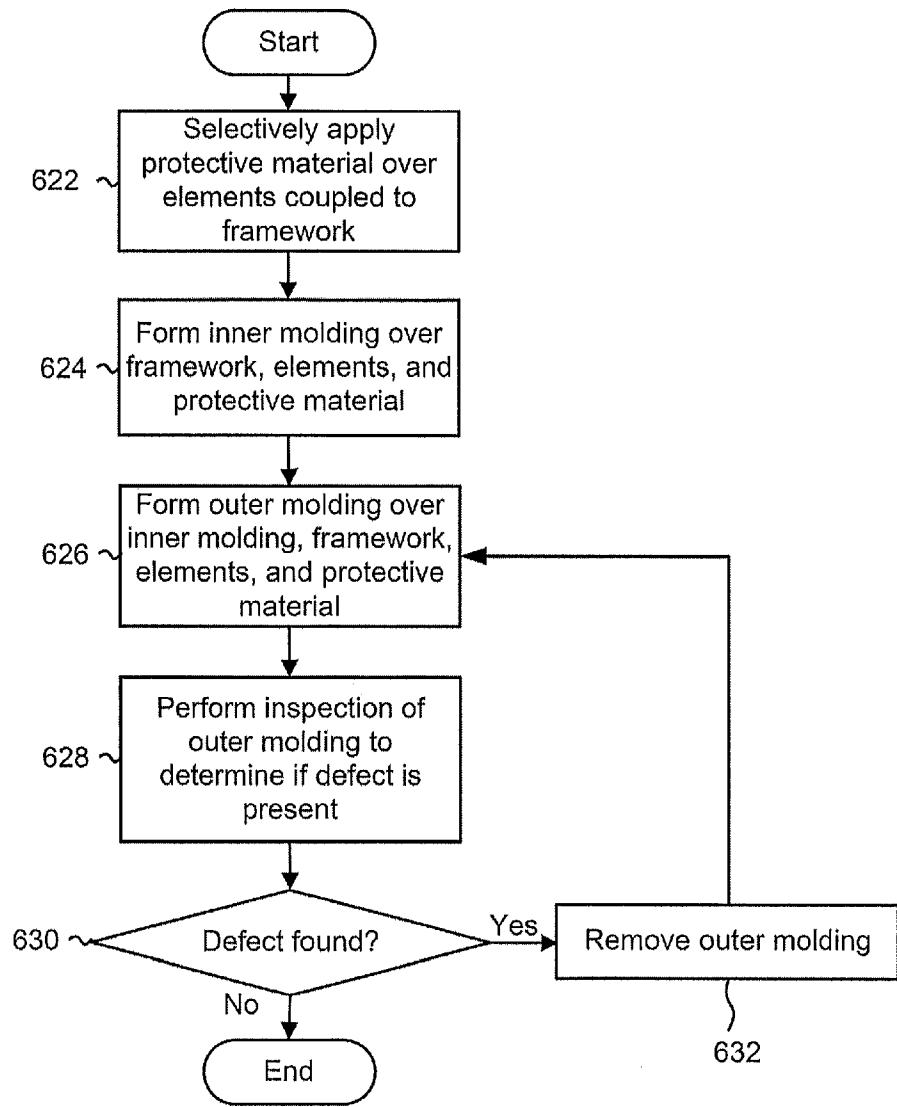 Start
Selectively apply
protective material over
elements coupled to
framework
622
Form inner molding over
framework, elements, and
protective material
624
Form outer molding over
inner molding, framework,
elements, and protective
material
626
Perform inspection of
outer molding to
determine if defect is
present
628
Defect found?
630
Yes
Remove outer molding
632
No
End